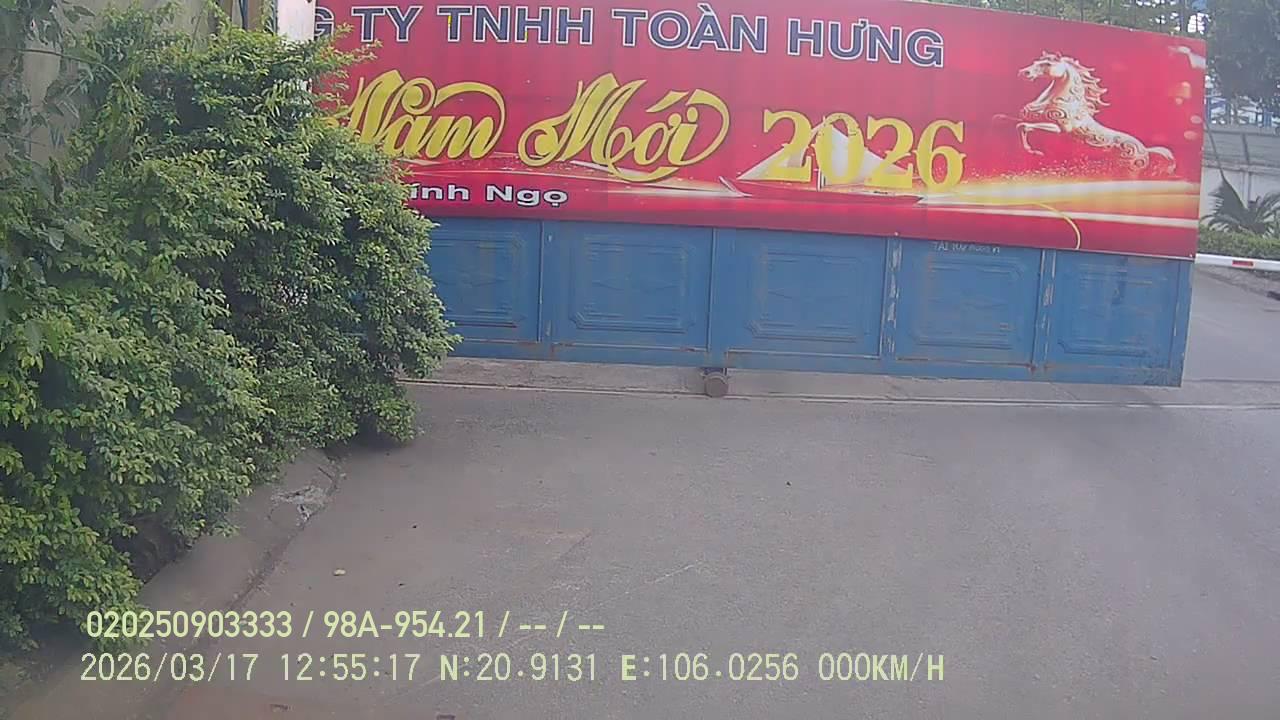 G TY TNHH TOÀN HƯNG
Năm Mới 2026
ính Ngọ
020250903333 / 98A-954.21 / -- / --
2026/03/17 12:55:17 N:20.9131 E:106.0256 000KM/H